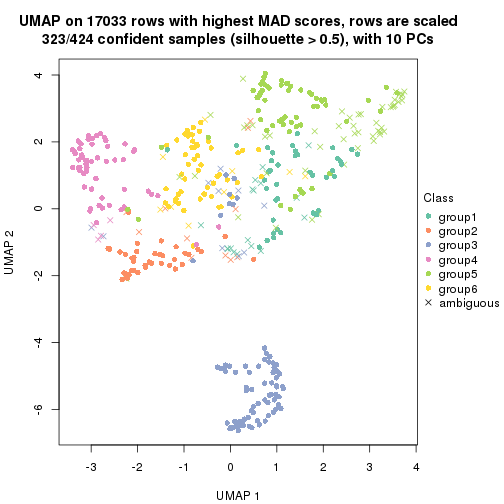 UMAP on 17033 rows with highest MAD scores, rows are scaled
323/424 confident samples (silhouette > 0.5), with 10 PCs
4
2
0
-2
-4
-6
UMAP 2
-3
-2
-1
0
1
2
3
4
UMAP 1
Class
group1
group2
group3
group4
group5
group6
ambiguous